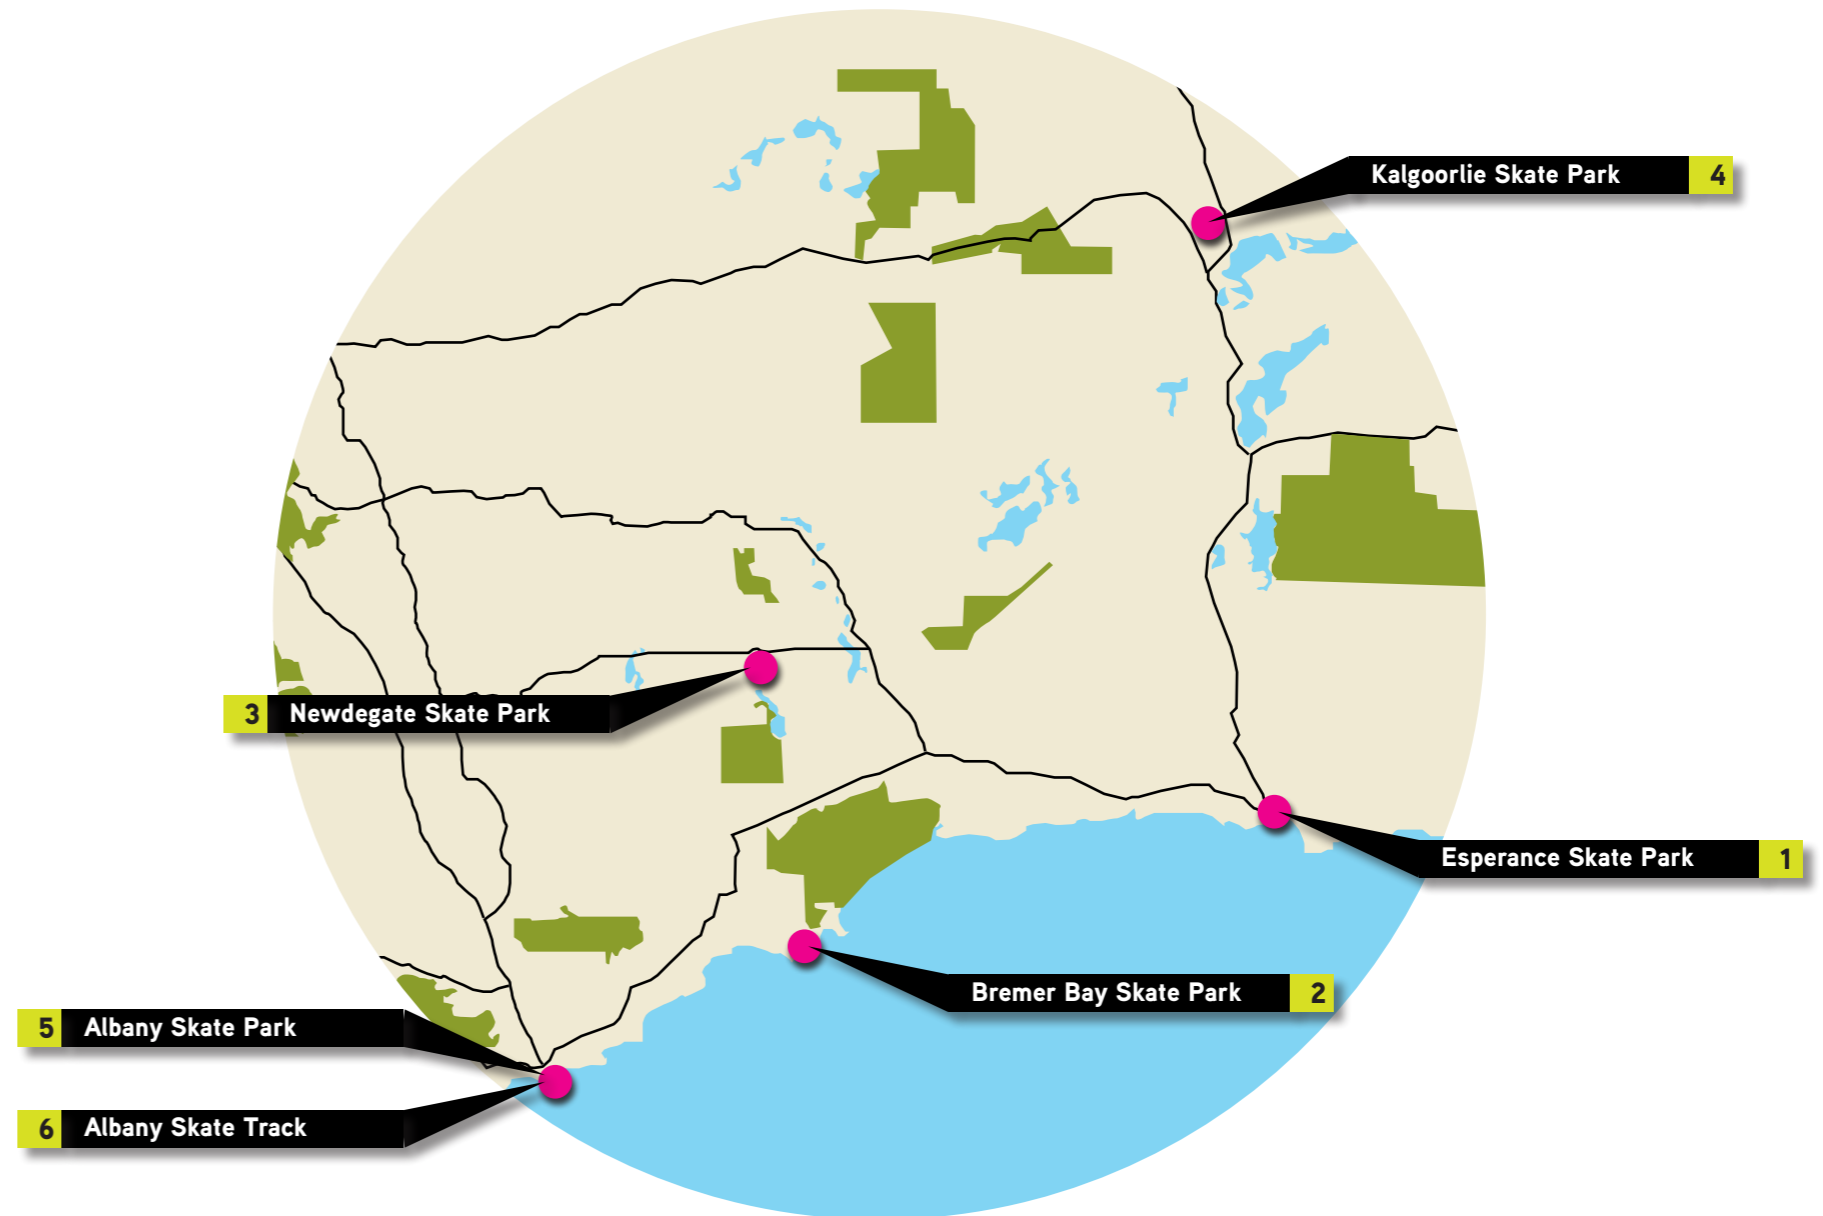 Kalgoorlie Skate Park 4
3 Newdegate Skate Park
Esperance Skate Park 1
Bremer Bay Skate Park 2
5 Albany Skate Park
6 Albany Skate Track